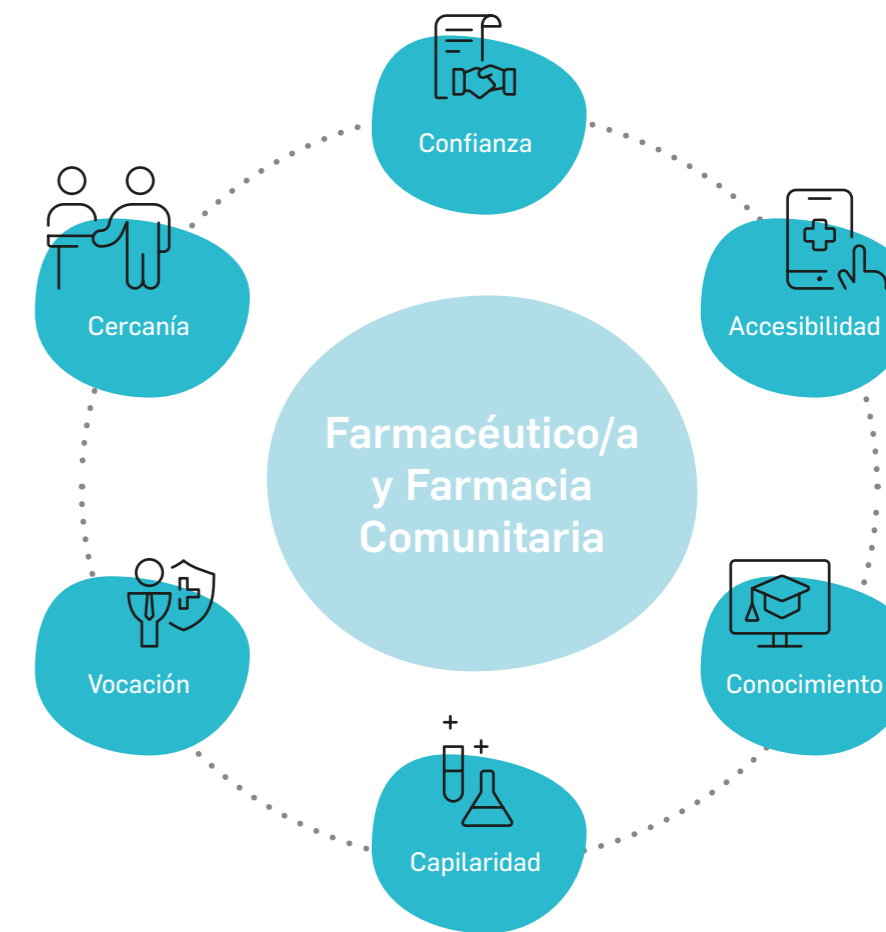 Confianza
Cercanía
Accesibilidad
Farmacéutico/a
y Farmacia
Comunitaria
Vocación
Conocimiento
Capilaridad